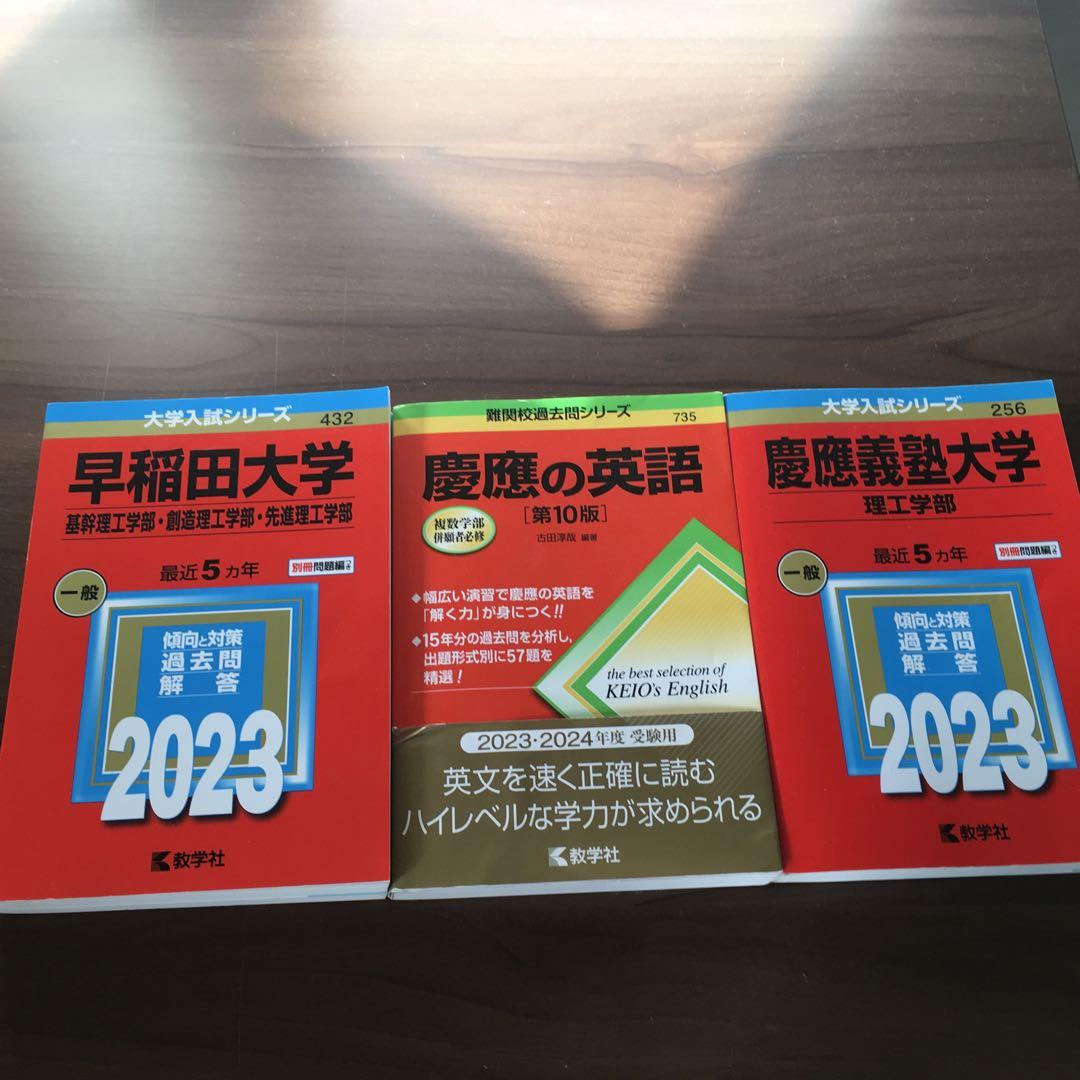 大学入試シリーズ
432
早稲田大学
基幹理工学部・創造理工学部・先進理工学部
最近5ヵ年
別冊問題編つき
一般
傾向と対策
過去問
解答
2023
教学社
難関校過去問シリーズ
735
慶應の英語
[第10版]
複数学部
併願者必修
古田淳哉 編著
◆幅広い演習で慶應の英語を
「解く力」が身につく!!
◆15年分の過去問を分析し、
出題形式別に57題を
精選!
the best selection of
KEIO's English
2023・2024年度 受験用
英文を速く正確に読む
ハイレベルな学力が求められる
教学社
大学入試シリーズ
256
慶應義塾大学
理工学部
最近5ヵ年
別冊問題編つき
一般
傾向と対策
過去問
解答
2023
教学社